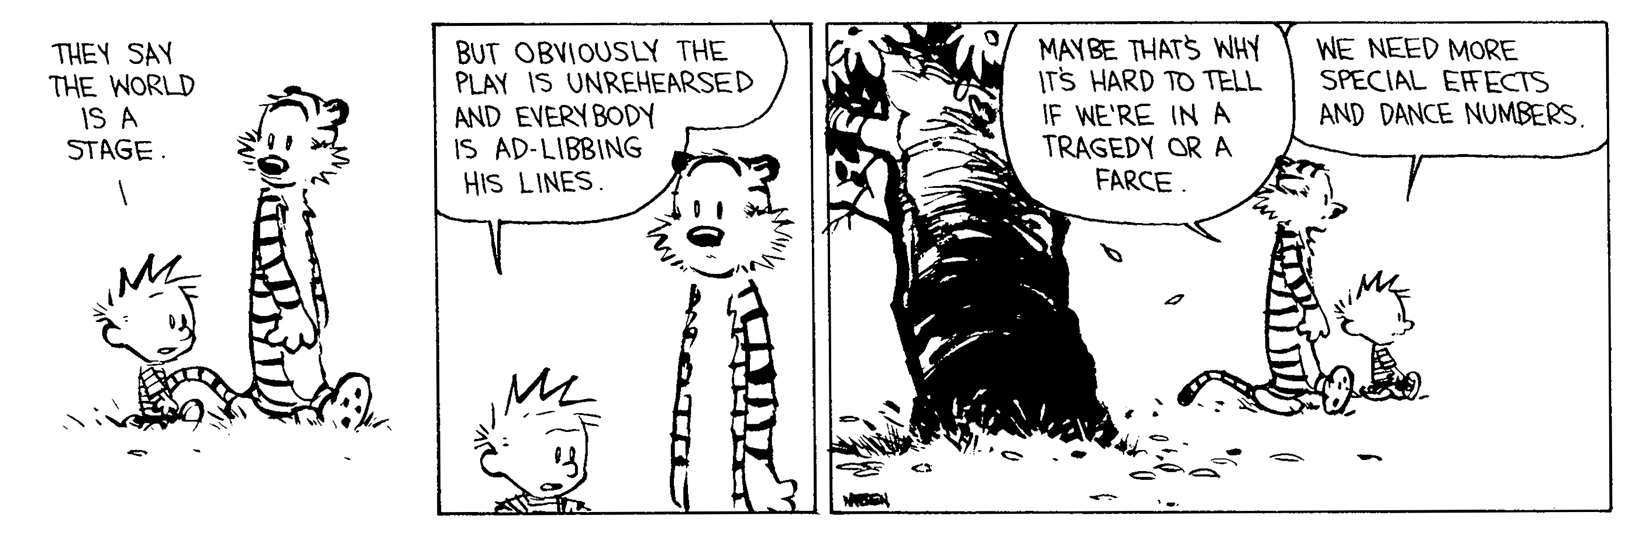 THEY SAY
THE WORLD
IS A
STAGE.
BUT OBVIOUSLY THE
PLAY IS UNREHEARSED
AND EVERYBODY
IS AD-LIBBING
HIS LINES.
MAYBE THAT'S WHY
IT'S HARD TO TELL
IF WE'RE IN A
TRAGEDY OR A
FARCE.
WE NEED MORE
SPECIAL EFFECTS
AND DANCE NUMBERS.